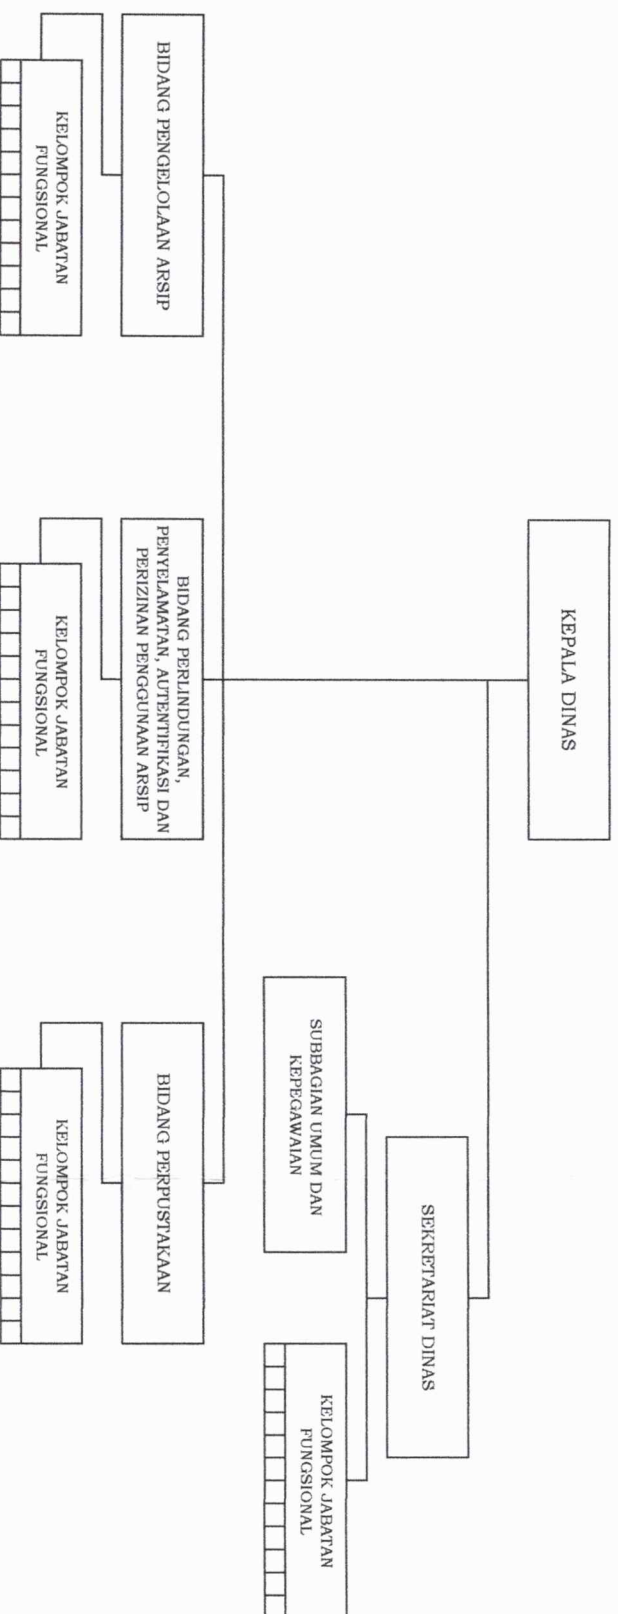 KEPALA DINAS
SEKRETARIAT DINAS
SUBBAGIAN UMUM DAN
KEPEGAWAIAN
KELOMPOK JABATAN
FUNGSIONAL
BIDANG PENGELOLAAN ARSIP
BIDANG PERLINDUNGAN,
PENYELAMATAN, AUTENTIFIKASI DAN
PERIZINAN PENGGUNAAN ARSIP
BIDANG PERPUSTAKAAN
KELOMPOK JABATAN
FUNGSIONAL
KELOMPOK JABATAN
FUNGSIONAL
KELOMPOK JABATAN
FUNGSIONAL